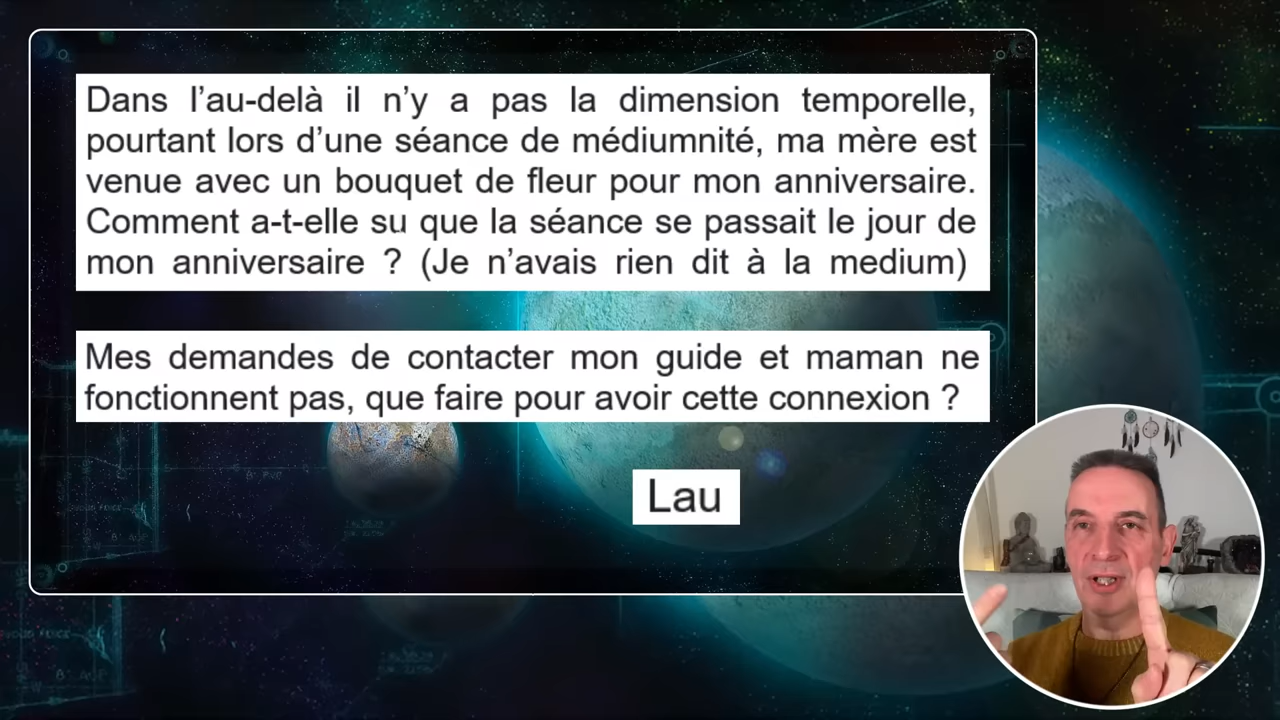 Dans l’au-delà il n’y a pas la dimension temporelle,
pourtant lors d’une séance de médiumnité, ma mère est
venue avec un bouquet de fleur pour mon anniversaire.
Comment a-t-elle su que la séance se passait le jour de
mon anniversaire ? (Je n’avais rien dit à la medium)
Mes demandes de contacter mon guide et maman ne
fonctionnent pas, que faire pour avoir cette connexion ?
Lau